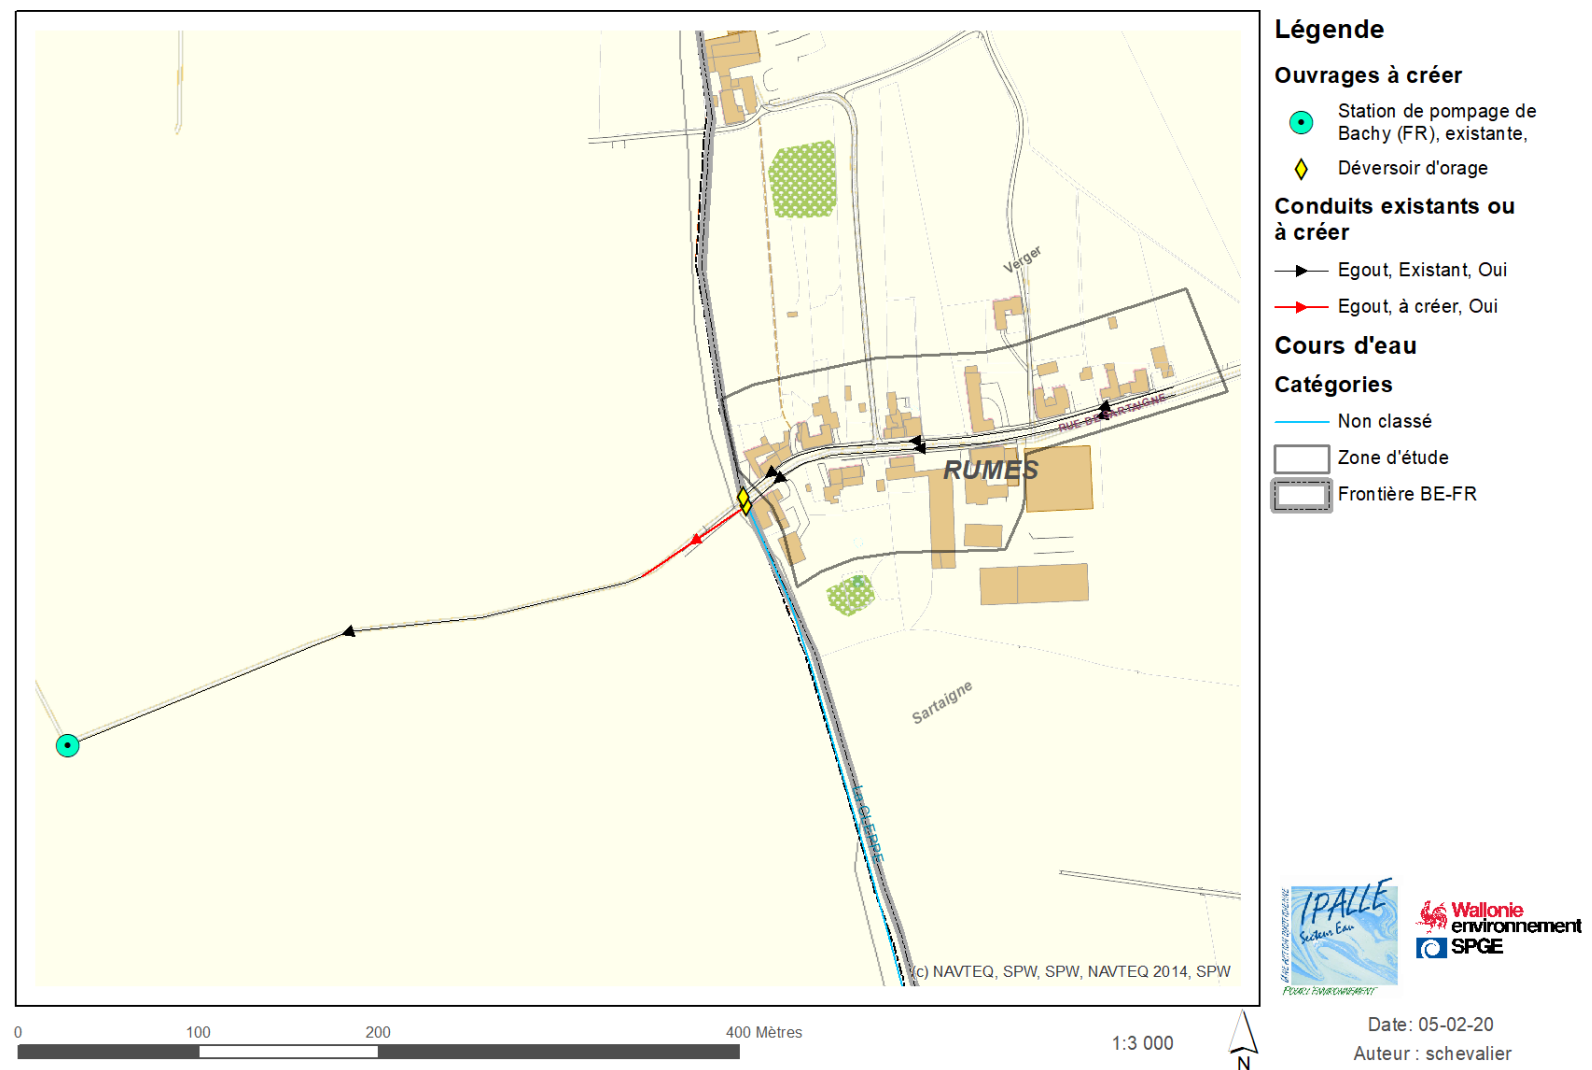 Légende
Ouvrages à créer
Station de pompage de
Bachy (FR), existante,
Déversoir d'orage
Conduits existants ou
à créer
Egout, Existant, Oui
Egout, à créer, Oui
Cours d'eau
Catégories
Non classé
Zone d'étude
Frontière BE-FR
Verger
RUMES
Sartaigne
(c) NAVTEQ, SPW, SPW, NAVTEQ 2014, SPW
IPALLE
Secteur Eau
POUR L'ENVIRONNEMENT
Wallonie
environnement
SPGE
0 100 200 400 Mètres
1:3 000
N
Date: 05-02-20
Auteur : schevalier